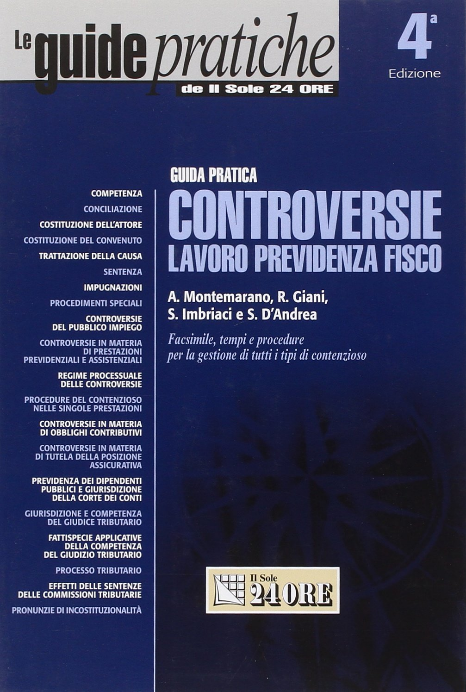 Le guide pratiche
de Il Sole 24 ORE
4ª
Edizione
GUIDA PRATICA
CONTROVERSIE
LAVORO PREVIDENZA FISCO
A. Montemarano, R. Giani,
S. Imbriaci e S. D'Andrea
Facsimile, tempi e procedure
per la gestione di tutti i tipi di contenzioso
COMPETENZA
CONCILIAZIONE
COSTITUZIONE DELL'ATTORE
COSTITUZIONE DEL CONVENUTO
TRATTAZIONE DELLA CAUSA
SENTENZA
IMPUGNAZIONI
PROCEDIMENTI SPECIALI
CONTROVERSIE
DEL PUBBLICO IMPIEGO
CONTROVERSIE IN MATERIA
DI PRESTAZIONI
PREVIDENZIALI E ASSISTENZIALI
REGIME PROCESSUALE
DELLE CONTROVERSIE
PROCEDURE DEL CONTENZIOSO
NELLE SINGOLE PRESTAZIONI
CONTROVERSIE IN MATERIA
DI OBBLIGHI CONTRIBUTIVI
CONTROVERSIE IN MATERIA
DI TUTELA DELLA POSIZIONE
ASSICURATIVA
PREVIDENZA DEI DIPENDENTI
PUBBLICI E GIURISDIZIONE
DELLA CORTE DEI CONTI
GIURISDIZIONE E COMPETENZA
DEL GIUDICE TRIBUTARIO
FATTISPECIE APPLICATIVE
DELLA COMPETENZA
DEL GIUDIZIO TRIBUTARIO
PROCESSO TRIBUTARIO
EFFETTI DELLE SENTENZE
DELLE COMMISSIONI TRIBUTARIE
PRONUNZIE DI INCOSTITUZIONALITÀ
Il Sole
24 ORE